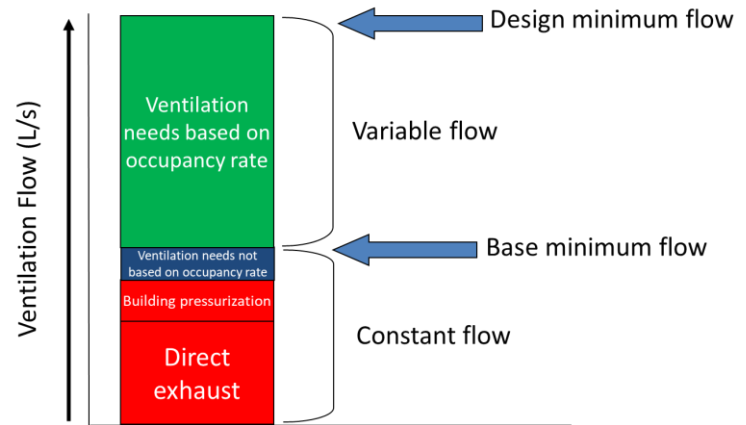 Design minimum flow
Ventilation
needs based on
occupancy rate
Variable flow
Ventilation Flow (L/s)
Base minimum flow
Ventilation needs not
based on occupancy rate
Building pressurization
Constant flow
Direct
exhaust